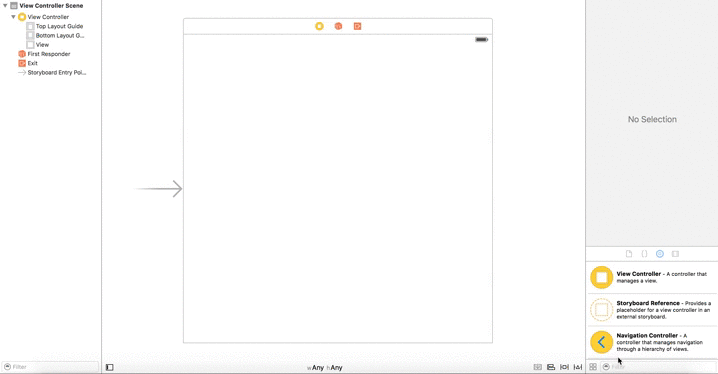 View Controller Scene
View Controller
Top Layout Guide
Bottom Layout G...
View
First Responder
Exit
Storyboard Entry Poi...
Filter
wAny hAny
No Selection
View Controller - A controller that
manages a view.
Storyboard Reference - Provides a
placeholder for a view controller in an
external storyboard.
Navigation Controller - A
controller that manages navigation
through a hierarchy of views.
Filter